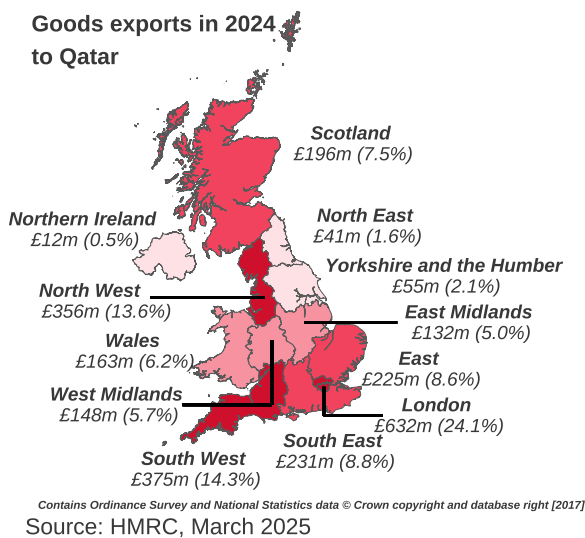 Goods exports in 2024
to Qatar
Scotland
£196m (7.5%)
Northern Ireland
£12m (0.5%)
North East
£41m (1.6%)
Yorkshire and the Humber
£55m (2.1%)
North West
£356m (13.6%)
East Midlands
£132m (5.0%)
Wales
£163m (6.2%)
East
£225m (8.6%)
West Midlands
£148m (5.7%)
London
£632m (24.1%)
South East
£231m (8.8%)
South West
£375m (14.3%)
Contains Ordinance Survey and National Statistics data © Crown copyright and database right [2017]
Source: HMRC, March 2025